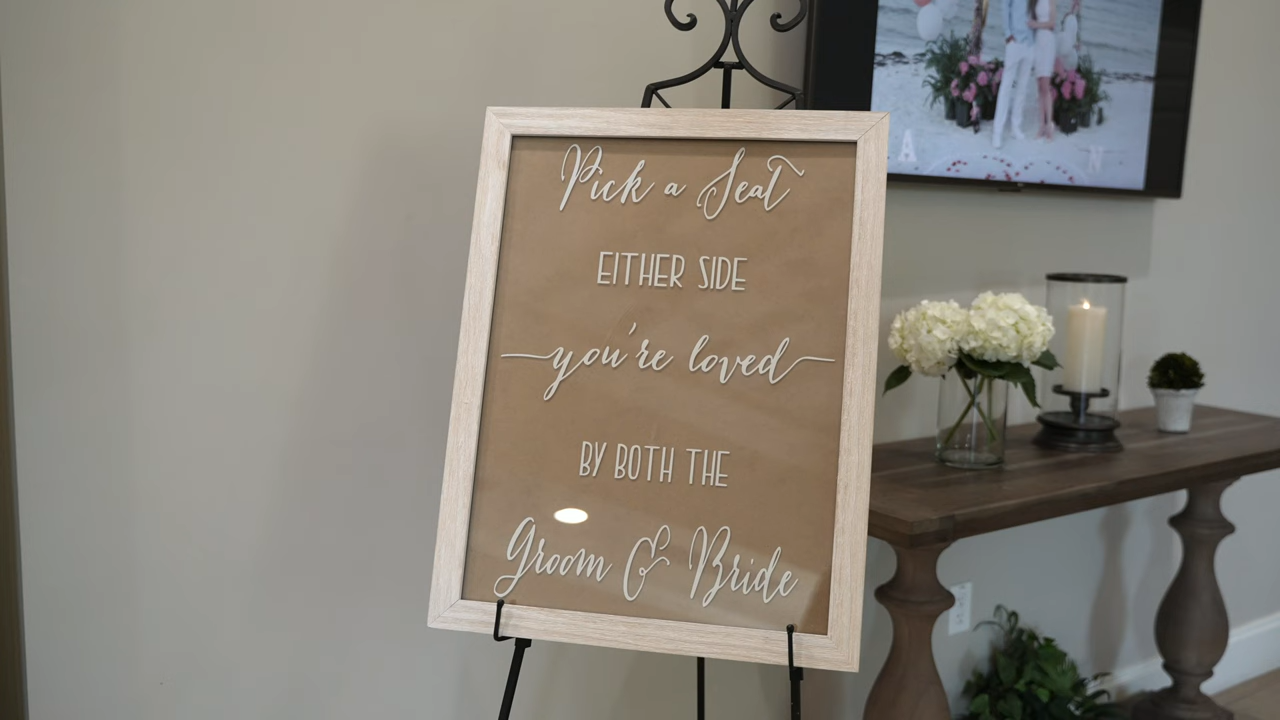 Pick a Seat
EITHER SIDE
you're loved
BY BOTH THE
Groom & Bride
A N